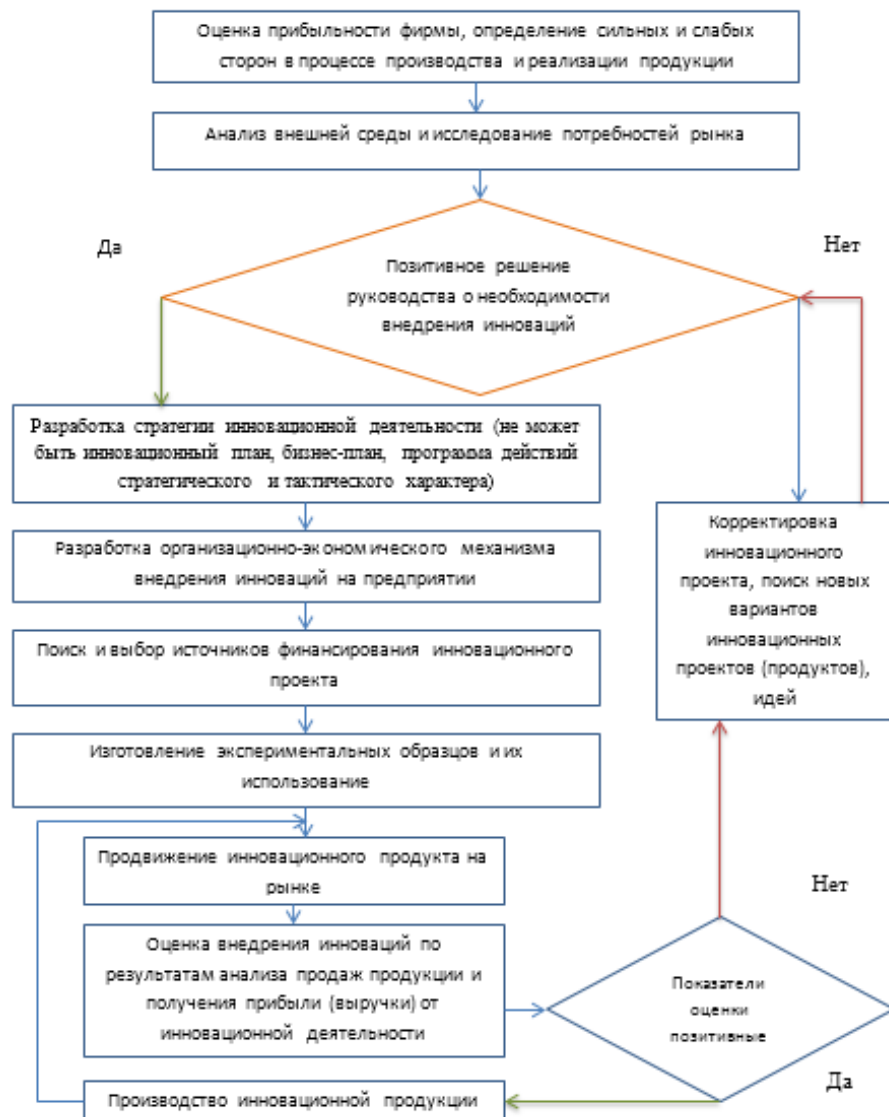 Оценка прибыльности фирмы, определение сильных и слабых
сторон в процессе производства и реализации продукции
Анализ внешней среды и исследование потребностей рынка
Да
Нет
Позитивное решение
руководства о необходимости
внедрения инноваций
Разработка стратегии инновационной деятельности (не может
быть инновационный план, бизнес-план, программа действий
стратегического и тактического характера)
Разработка организационно-экономического механизма
внедрения инноваций на предприятии
Поиск и выбор источников финансирования инновационного
проекта
Изготовление экспериментальных образцов и их
использование
Корректировка
инновационного
проекта, поиск новых
вариантов
инновационных
проектов (продуктов),
идей
Продвижение инновационного продукта на
рынке
Нет
Оценка внедрения инноваций по
результатам анализа продаж продукции и
получения прибыли (выручки) от
инновационной деятельности
Показатели
оценки
позитивные
Да
Производство инновационной продукции